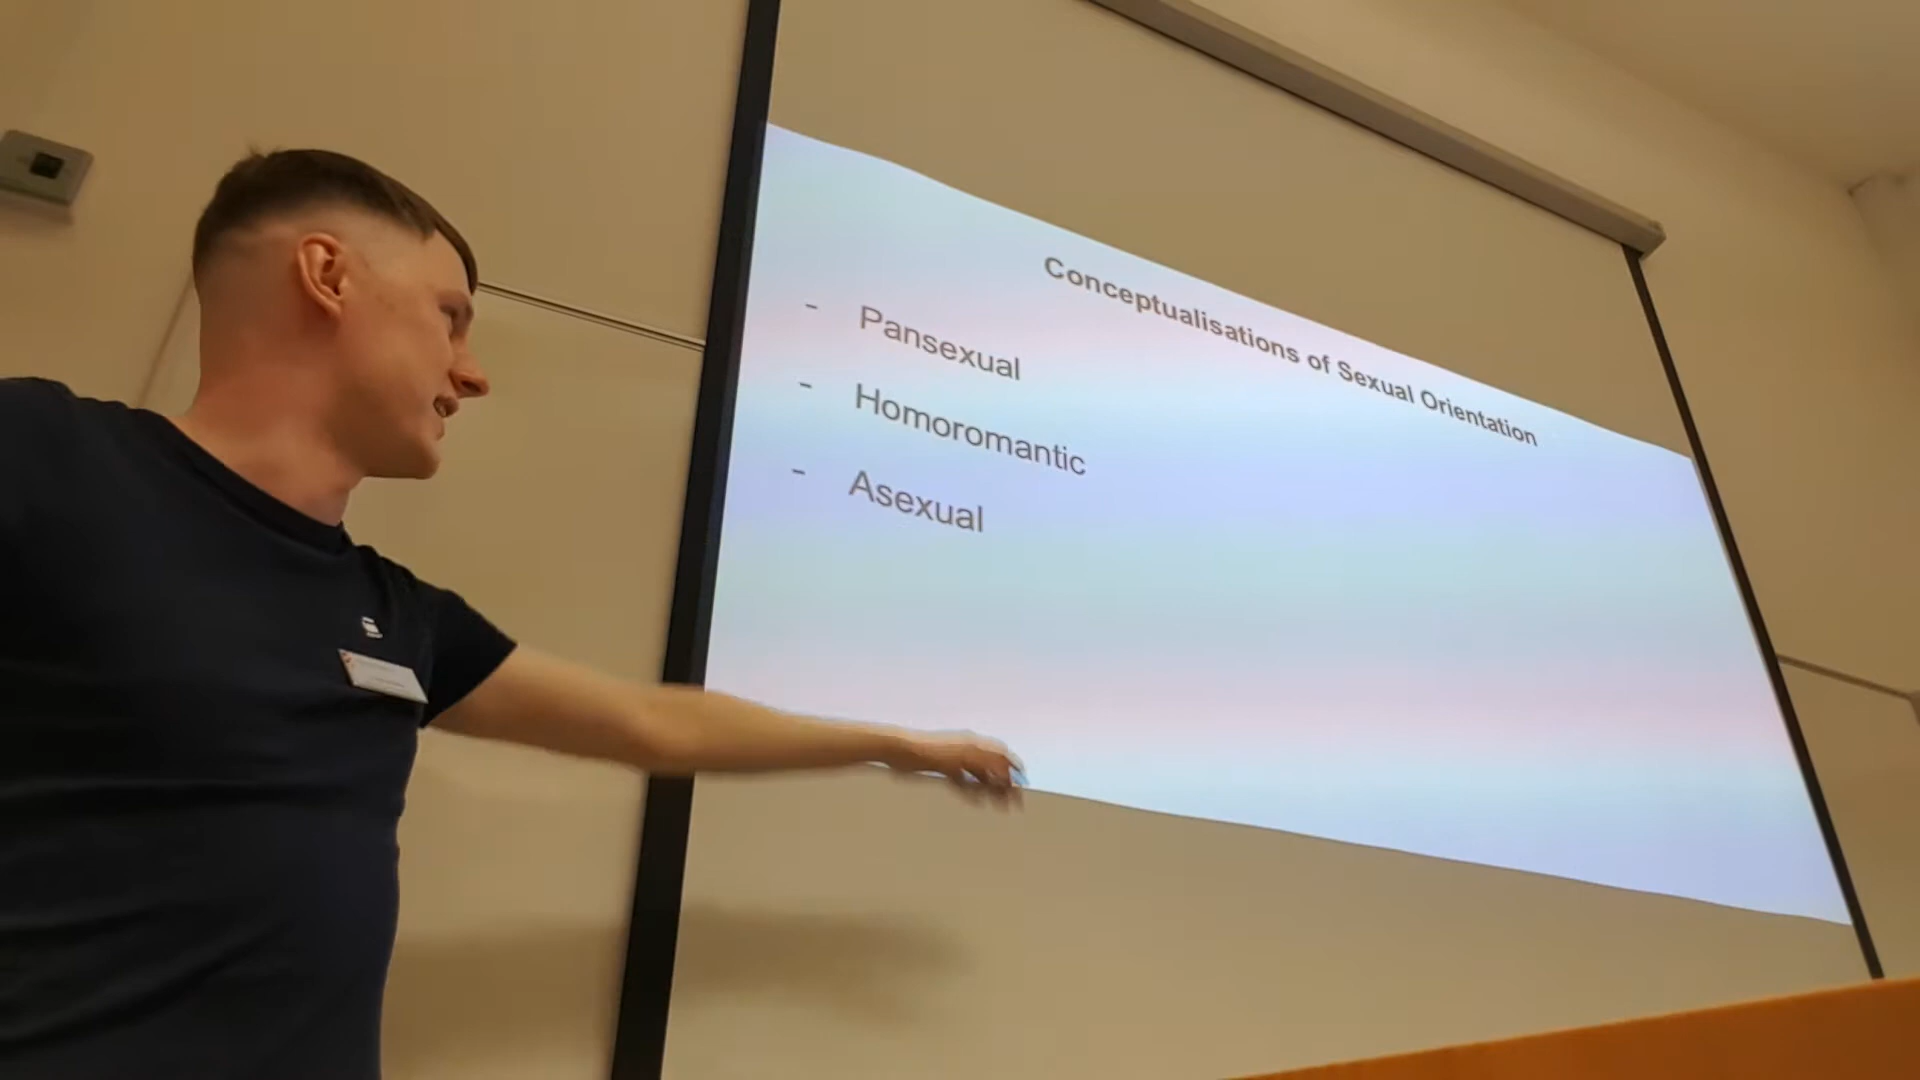 Conceptualisations of Sexual Orientation
- Pansexual
- Homoromantic
- Asexual